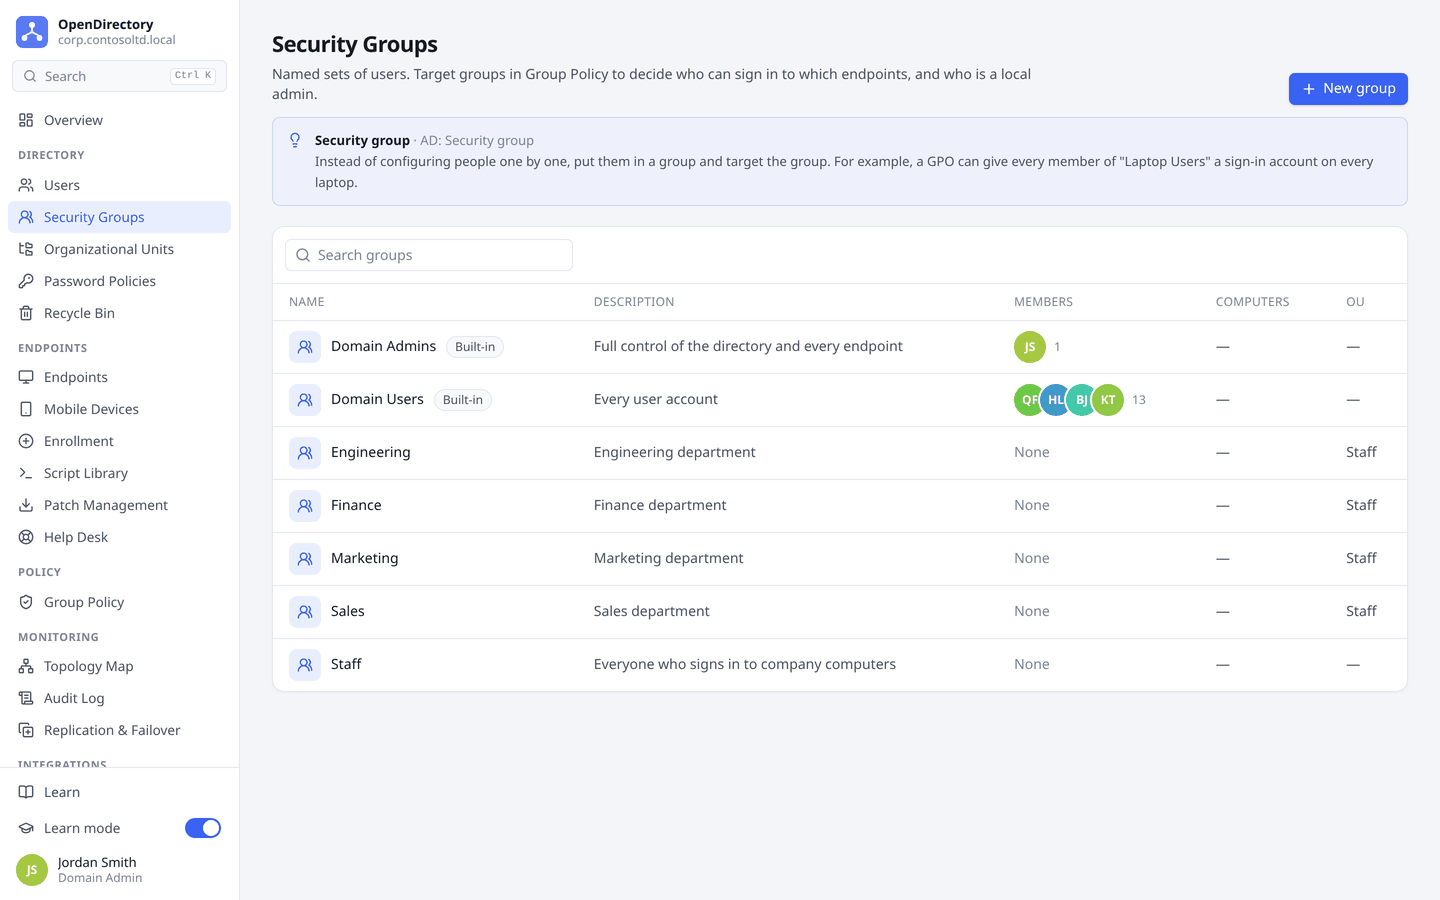 OpenDirectory
corp.contosoltd.local
Search
Ctrl K
Overview
DIRECTORY
Users
Security Groups
Organizational Units
Password Policies
Recycle Bin
ENDPOINTS
Endpoints
Mobile Devices
Enrollment
Script Library
Patch Management
Help Desk
POLICY
Group Policy
MONITORING
Topology Map
Audit Log
Replication & Failover
INTEGRATIONS
Learn
Learn mode
JS
Jordan Smith
Domain Admin
Security Groups
Named sets of users. Target groups in Group Policy to decide who can sign in to which endpoints, and who is a local
admin.
New group
Security group · AD: Security group
Instead of configuring people one by one, put them in a group and target the group. For example, a GPO can give every member of "Laptop Users" a sign-in account on every
laptop.
Search groups
NAME DESCRIPTION MEMBERS COMPUTERS OU
Domain Admins Built-in Full control of the directory and every endpoint JS 1 — —
Domain Users Built-in Every user account QF HL BJ KT 13 — —
Engineering Engineering department None — Staff
Finance Finance department None — Staff
Marketing Marketing department None — Staff
Sales Sales department None — Staff
Staff Everyone who signs in to company computers None — —